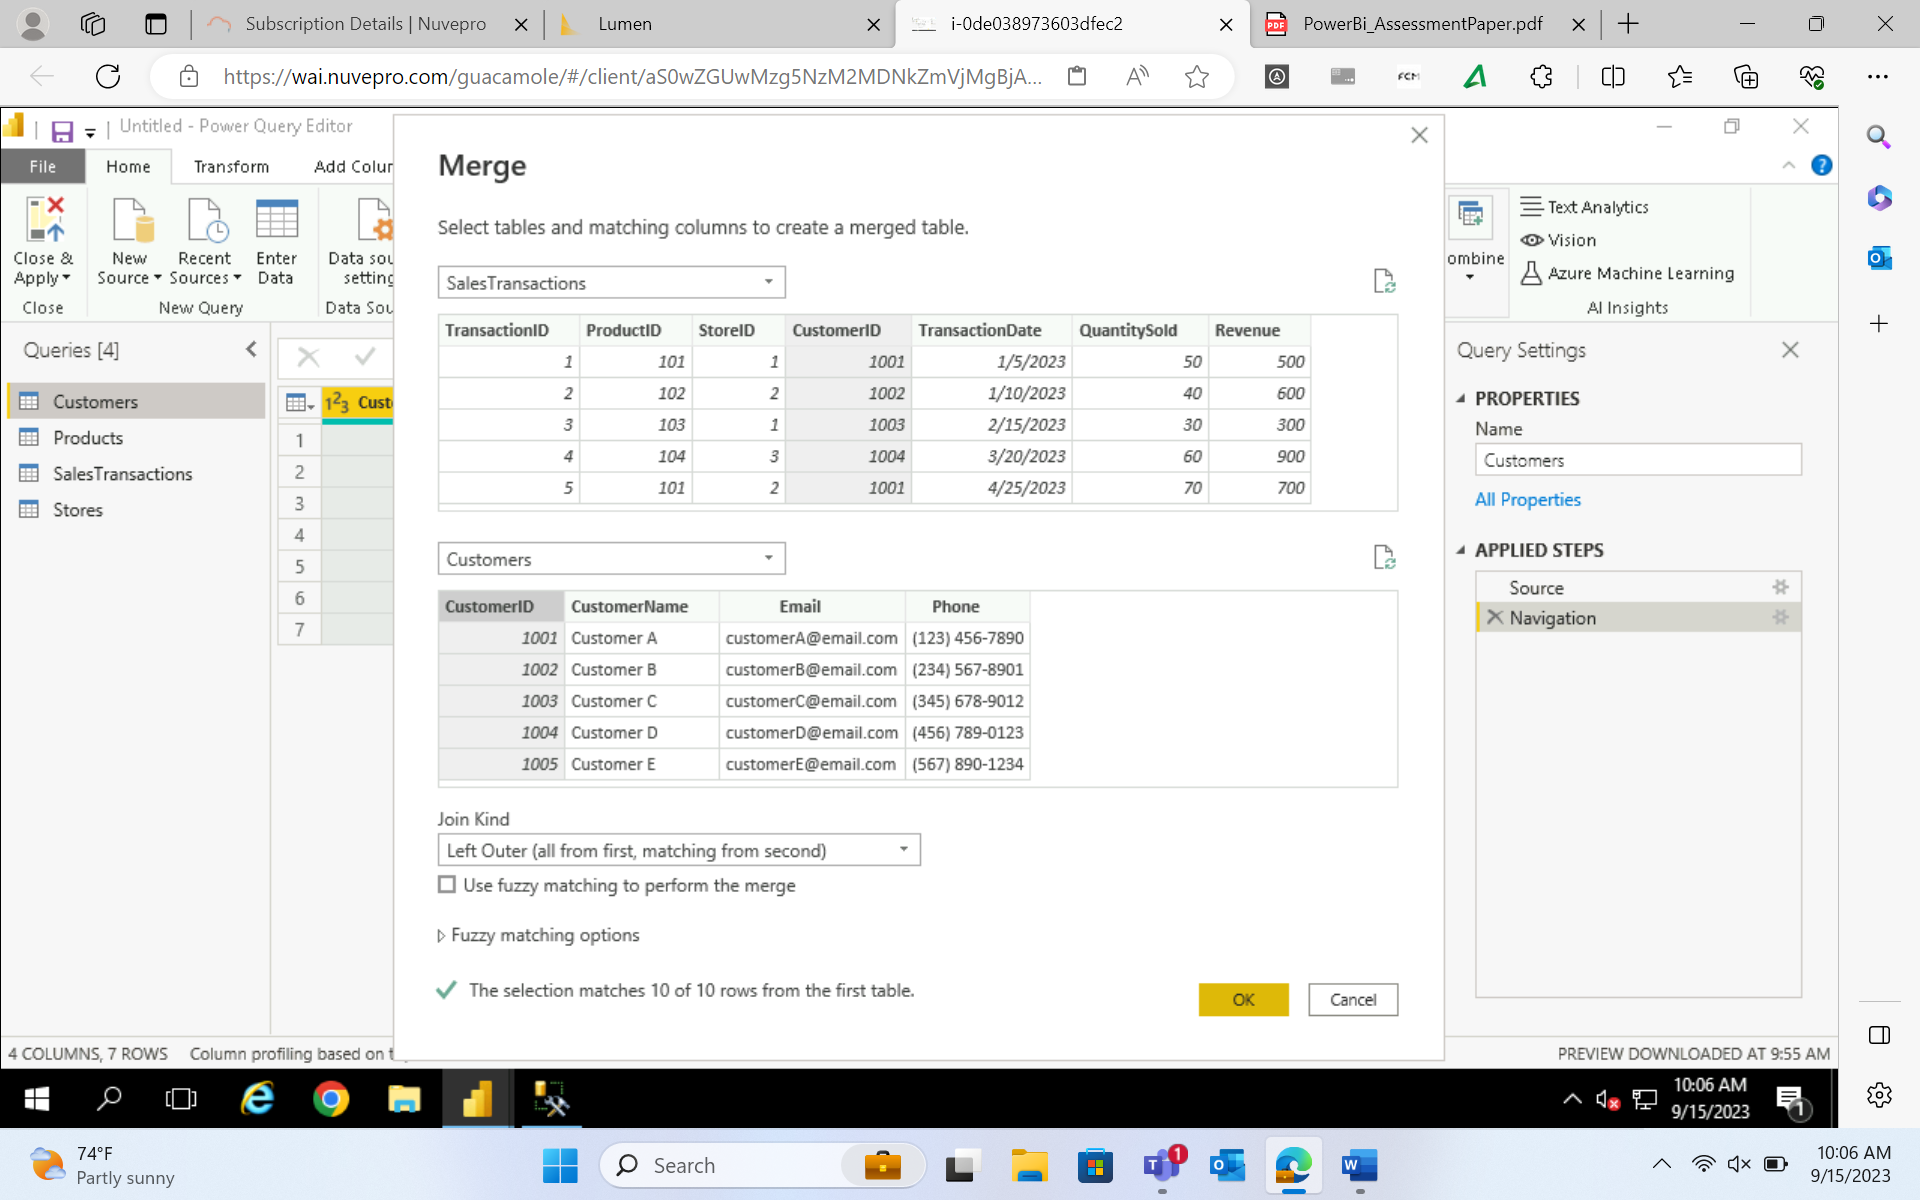 Subscription Details | Nuvepro
Lumen
i-0de038973603dfec2
PowerBi_AssessmentPaper.pdf
https://wai.nuvepro.com/guacamole/#/client/aS0wZGUwMzg5NzM2MDNkZmVjMgBjA...
FCM
Untitled - Power Query Editor
File
Home
Transform
Add Colur
Close &
Apply
New
Source
Recent
Sources
Enter
Data
Data sou
setting
ombine
Text Analytics
Vision
Azure Machine Learning
Close
New Query
Data Sou
AI Insights
Queries [4]
Customers
Products
SalesTransactions
Stores
1²3 Cust
1
2
3
4
5
6
7
Merge
Select tables and matching columns to create a merged table.
SalesTransactions
TransactionID ProductID StoreID CustomerID TransactionDate QuantitySold Revenue
1 101 1 1001 1/5/2023 50 500
2 102 2 1002 1/10/2023 40 600
3 103 1 1003 2/15/2023 30 300
4 104 3 1004 3/20/2023 60 900
5 101 2 1001 4/25/2023 70 700
Customers
CustomerID CustomerName Email Phone
1001 Customer A customerA@email.com (123) 456-7890
1002 Customer B customerB@email.com (234) 567-8901
1003 Customer C customerC@email.com (345) 678-9012
1004 Customer D customerD@email.com (456) 789-0123
1005 Customer E customerE@email.com (567) 890-1234
Join Kind
Left Outer (all from first, matching from second)
Use fuzzy matching to perform the merge
Fuzzy matching options
The selection matches 10 of 10 rows from the first table.
OK
Cancel
Query Settings
PROPERTIES
Name
Customers
All Properties
APPLIED STEPS
Source
Navigation
4 COLUMNS, 7 ROWS
Column profiling based on t
PREVIEW DOWNLOADED AT 9:55 AM
10:06 AM
9/15/2023
1
74°F
Partly sunny
Search
1
10:06 AM
9/15/2023